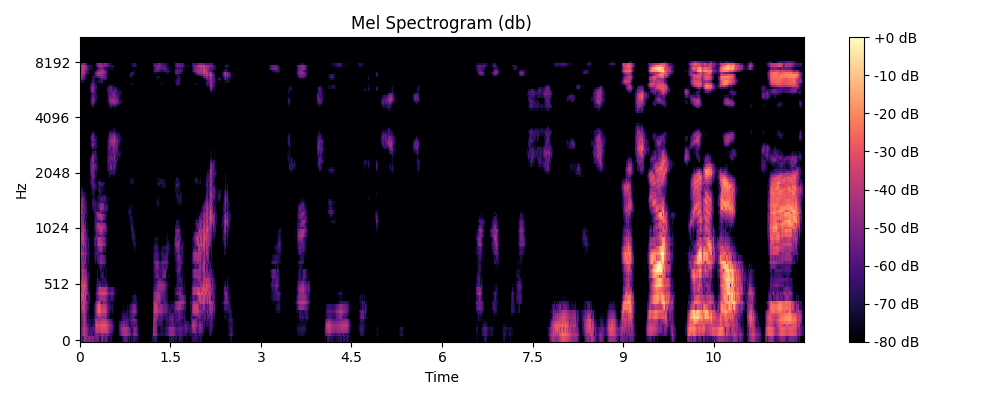 Mel Spectrogram (db)
8192
4096
2048
1024
512
0
Hz
0 1.5 3 4.5 6 7.5 9 10
Time
+0 dB
-10 dB
-20 dB
-30 dB
-40 dB
-50 dB
-60 dB
-70 dB
-80 dB